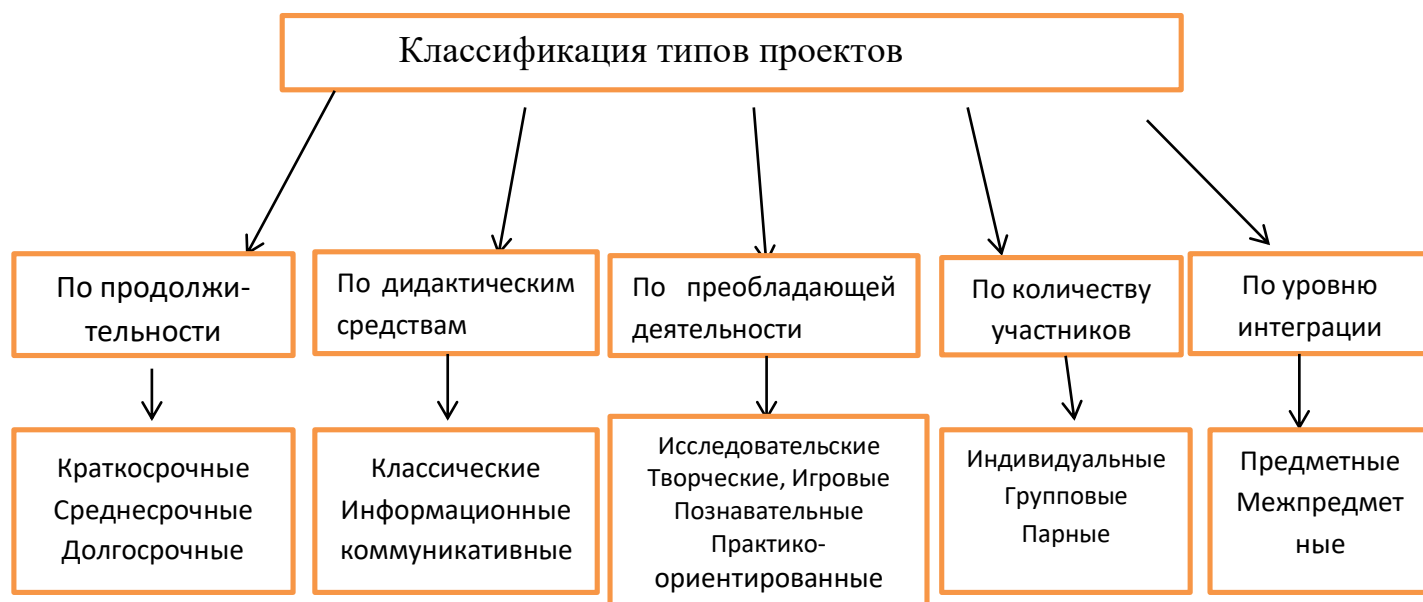 Классификация типов проектов
По продолжи-
тельности
По дидактическим
средствам
По преобладающей
деятельности
По количеству
участников
По уровню
интеграции
Краткосрочные
Среднесрочные
Долгосрочные
Классические
Информационные
коммуникативные
Исследовательские
Творческие, Игровые
Познавательные
Практико-
ориентированные
Индивидуальные
Групповые
Парные
Предметные
Межпредмет
ные